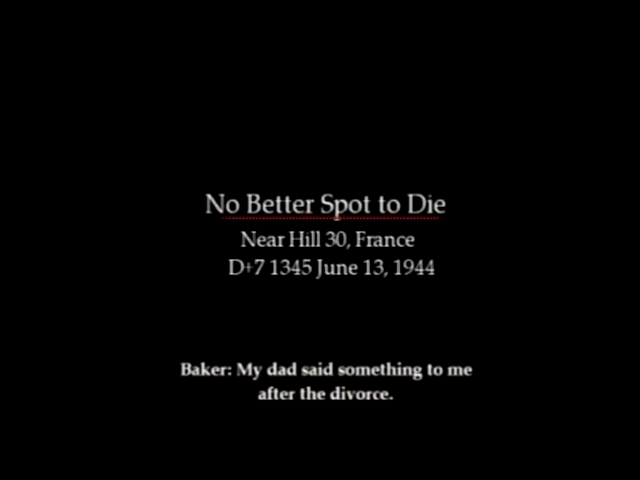 No Better Spot to Die
Near Hill 30, France
D+7 1345 June 13, 1944
Baker: My dad said something to me
after the divorce.